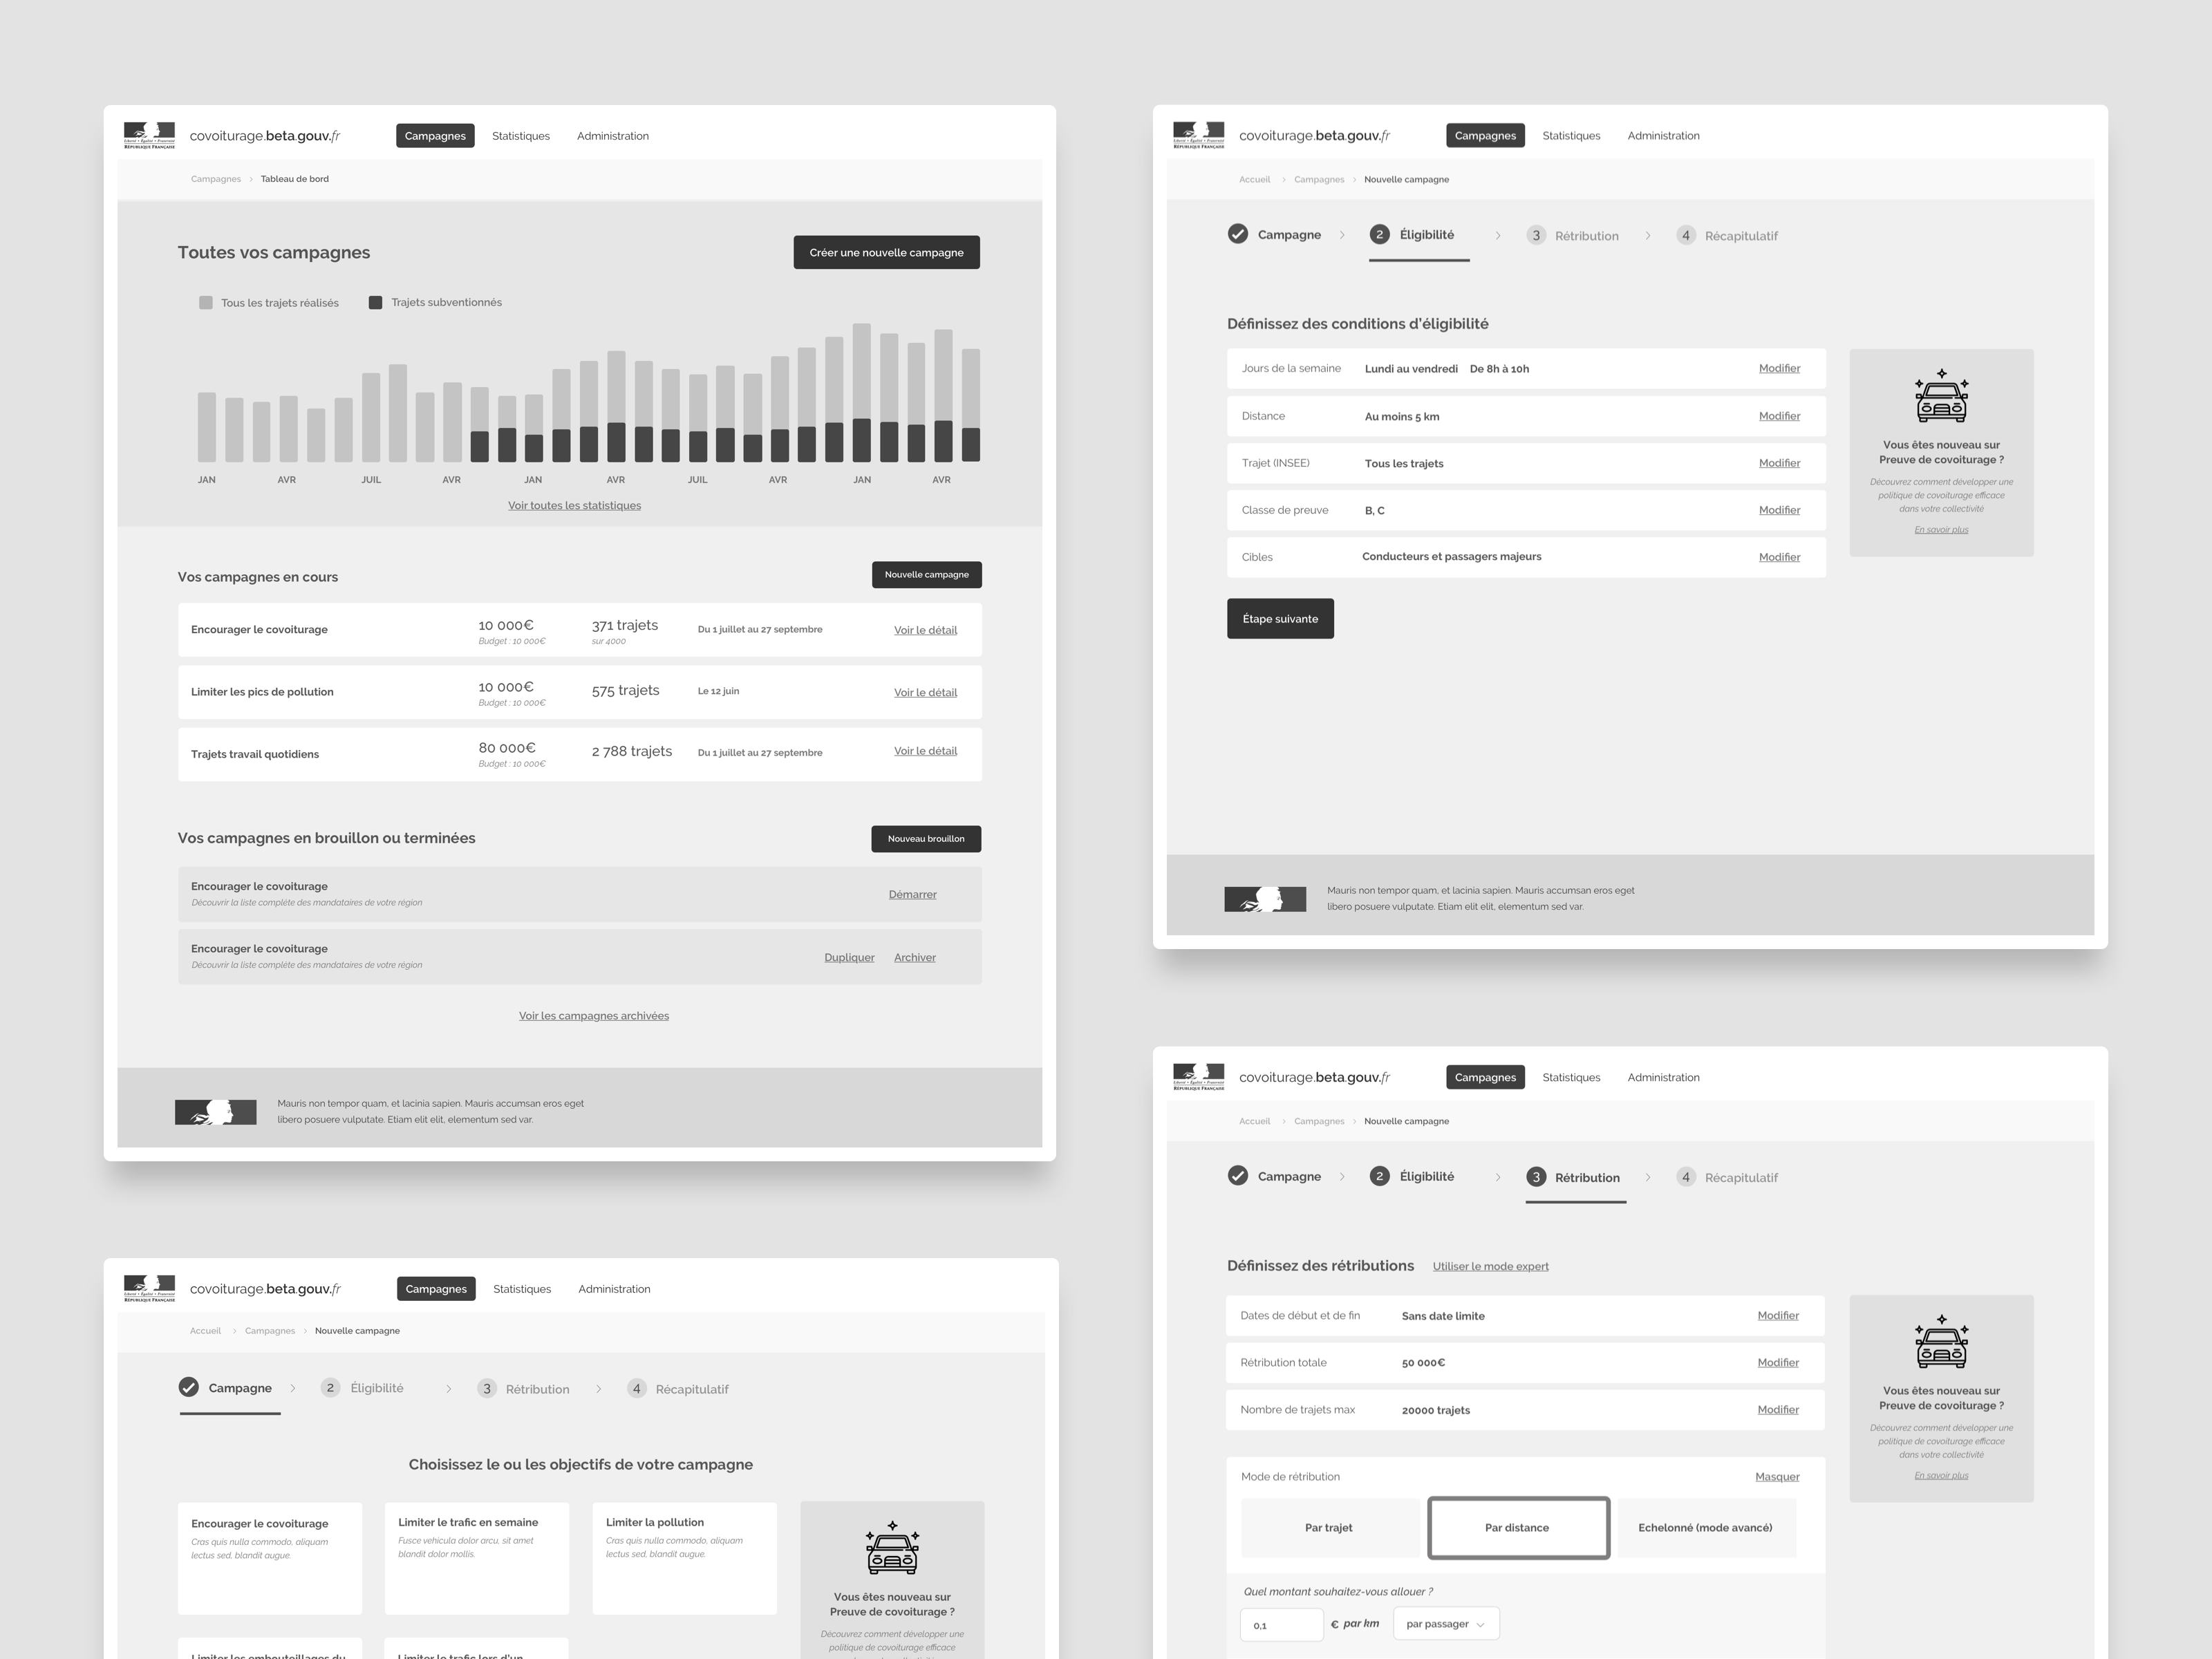 Liberté • Égalité • Fraternité
RÉPUBLIQUE FRANÇAISE
covoiturage.beta.gouv.fr
Campagnes
Statistiques
Administration
Campagnes > Tableau de bord
Toutes vos campagnes
Créer une nouvelle campagne
Tous les trajets réalisés
Trajets subventionnés
JAN AVR JUIL AVR JAN AVR JUIL AVR JAN AVR
Voir toutes les statistiques
Vos campagnes en cours
Nouvelle campagne
Encourager le covoiturage
10 000€
Budget : 10 000€
371 trajets
sur 4000
Du 1 juillet au 27 septembre
Voir le détail
Limiter les pics de pollution
10 000€
Budget : 10 000€
575 trajets
Le 12 juin
Voir le détail
Trajets travail quotidiens
80 000€
Budget : 10 000€
2 788 trajets
Du 1 juillet au 27 septembre
Voir le détail
Vos campagnes en brouillon ou terminées
Nouveau brouillon
Encourager le covoiturage
Découvrir la liste complète des mandataires de votre région
Démarrer
Encourager le covoiturage
Découvrir la liste complète des mandataires de votre région
Dupliquer
Archiver
Voir les campagnes archivées
Mauris non tempor quam, et lacinia sapien. Mauris accumsan eros eget
libero posuere vulputate. Etiam elit elit, elementum sed var.
Liberté • Égalité • Fraternité
RÉPUBLIQUE FRANÇAISE
covoiturage.beta.gouv.fr
Campagnes
Statistiques
Administration
Accueil > Campagnes > Nouvelle campagne
Campagne > 2 Éligibilité > 3 Rétribution > 4 Récapitulatif
Définissez des conditions d'éligibilité
Jours de la semaine
Lundi au vendredi De 8h à 10h
Modifier
Distance
Au moins 5 km
Modifier
Trajet (INSEE)
Tous les trajets
Modifier
Classe de preuve
B, C
Modifier
Cibles
Conducteurs et passagers majeurs
Modifier
Étape suivante
Vous êtes nouveau sur
Preuve de covoiturage ?
Découvrez comment développer une
politique de covoiturage efficace
dans votre collectivité
En savoir plus
Mauris non tempor quam, et lacinia sapien. Mauris accumsan eros eget
libero posuere vulputate. Etiam elit elit, elementum sed var.
Liberté • Égalité • Fraternité
RÉPUBLIQUE FRANÇAISE
covoiturage.beta.gouv.fr
Campagnes
Statistiques
Administration
Accueil > Campagnes > Nouvelle campagne
Campagne > 2 Éligibilité > 3 Rétribution > 4 Récapitulatif
Choisissez le ou les objectifs de votre campagne
Encourager le covoiturage
Cras quis nulla commodo, aliquam
lectus sed, blandit augue.
Limiter le trafic en semaine
Fusce vehicula dolor arcu, sit amet
blandit dolor mollis.
Limiter la pollution
Cras quis nulla commodo, aliquam
lectus sed, blandit augue.
Vous êtes nouveau sur
Preuve de covoiturage ?
Découvrez comment développer une
politique de covoiturage efficace
Limiter les embouteillages du
Limiter le trafic lors d'un
Liberté • Égalité • Fraternité
RÉPUBLIQUE FRANÇAISE
covoiturage.beta.gouv.fr
Campagnes
Statistiques
Administration
Accueil > Campagnes > Nouvelle campagne
Campagne > 2 Éligibilité > 3 Rétribution > 4 Récapitulatif
Définissez des rétributions
Utiliser le mode expert
Dates de début et de fin
Sans date limite
Modifier
Rétribution totale
50 000€
Modifier
Nombre de trajets max
20000 trajets
Modifier
Mode de rétribution
Masquer
Par trajet
Par distance
Echelonné (mode avancé)
Quel montant souhaitez-vous allouer ?
0,1
€ par km
par passager
Vous êtes nouveau sur
Preuve de covoiturage ?
Découvrez comment développer une
politique de covoiturage efficace
dans votre collectivité
En savoir plus